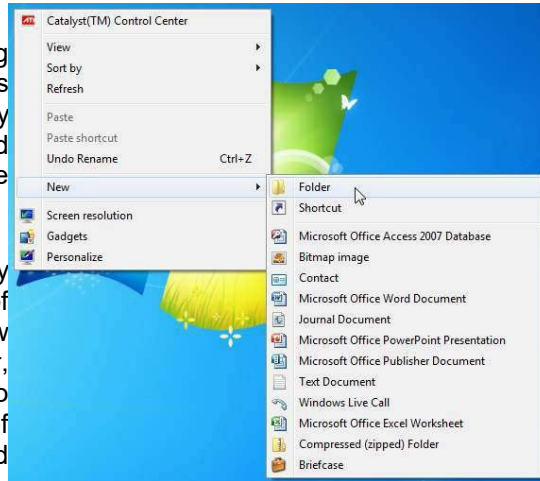 Catalyst(TM) Control Center
View
Sort by
Refresh
Paste
Paste shortcut
Undo Rename Ctrl+Z
New
Screen resolution
Gadgets
Personalize
Folder
Shortcut
Microsoft Office Access 2007 Database
Bitmap image
Contact
Microsoft Office Word Document
Journal Document
Microsoft Office PowerPoint Presentation
Microsoft Office Publisher Document
Text Document
Windows Live Call
Microsoft Office Excel Worksheet
Compressed (zipped) Folder
Briefcase